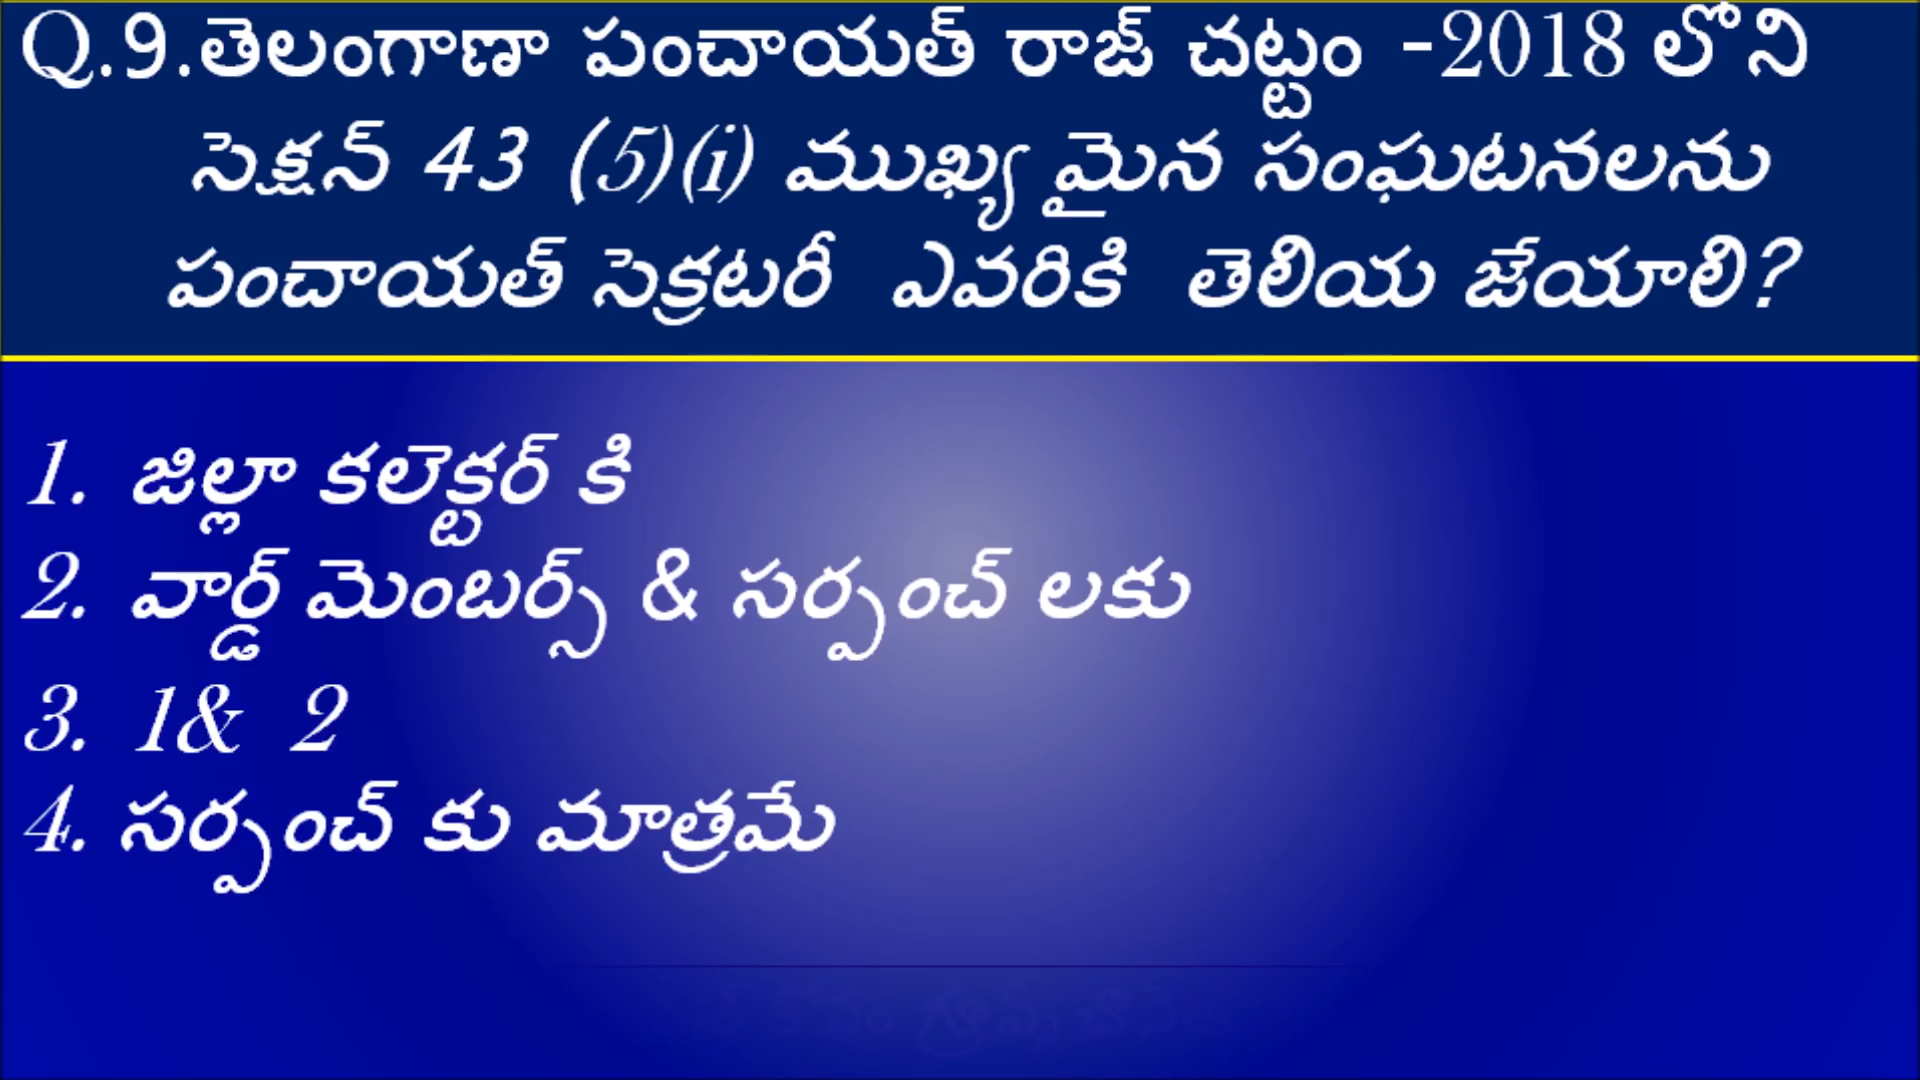 Q.9.తెలంగాణా పంచాయత్ రాజ్ చట్టం -2018 లోని
సెక్షన్ 43 (5)(i) ముఖ్య మైన సంఘటనలను
పంచాయత్ సెక్రటరీ ఎవరికి తెలియ జేయాలి?
1. జిల్లా కలెక్టర్ కి
2. వార్డ్ మెంబర్స్ & సర్పంచ్ లకు
3. 1& 2
4. సర్పంచ్ కు మాత్రమే